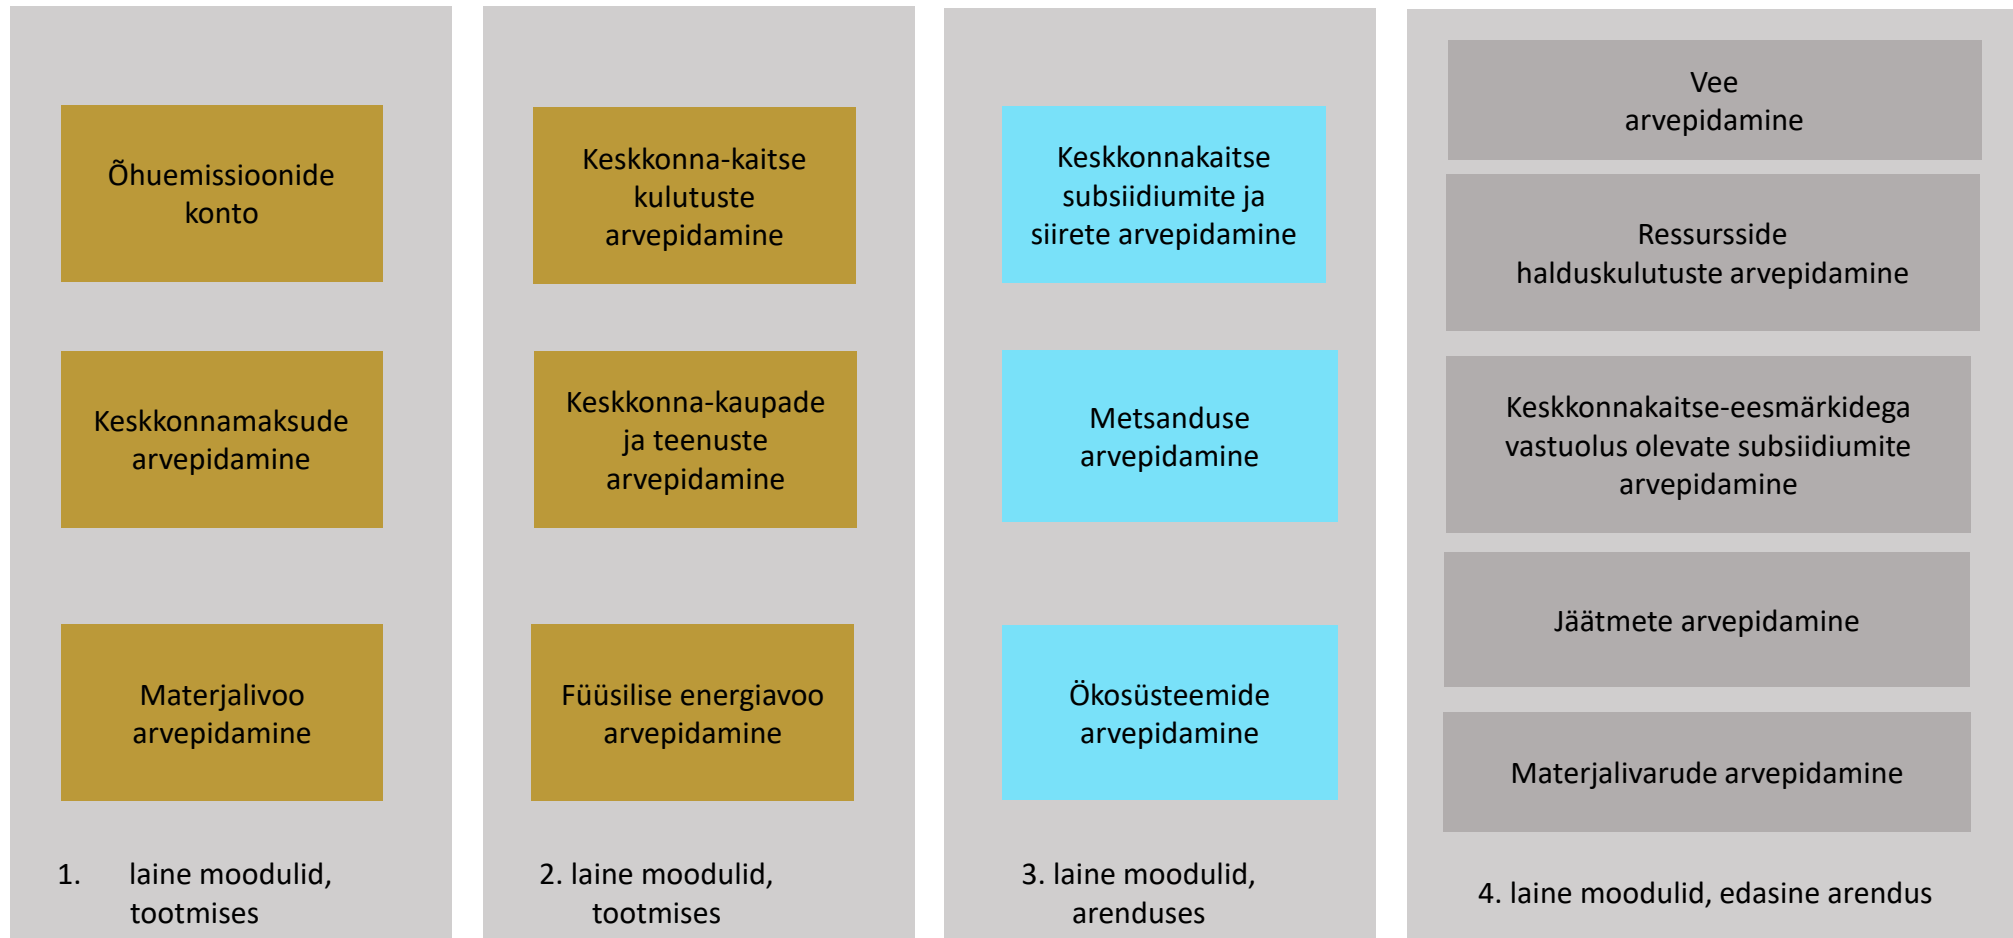 Õhuemissioonide
konto
Keskkonnamaksude
arvepidamine
Materjalivoo
arvepidamine
1. laine moodulid,
tootmises
Keskkonna-kaitse
kulutuste
arvepidamine
Keskkonna-kaupade
ja teenuste
arvepidamine
Füüsilise energiavoo
arvepidamine
2. laine moodulid,
tootmises
Keskkonnakaitse
subsiidiumite ja
siirete arvepidamine
Metsanduse
arvepidamine
Ökosüsteemide
arvepidamine
3. laine moodulid,
arenduses
Vee
arvepidamine
Ressursside
halduskulutuste arvepidamine
Keskkonnakaitse-eesmärkidega
vastuolus olevate subsiidiumite
arvepidamine
Jäätmete arvepidamine
Materjalivarude arvepidamine
4. laine moodulid, edasine arendus